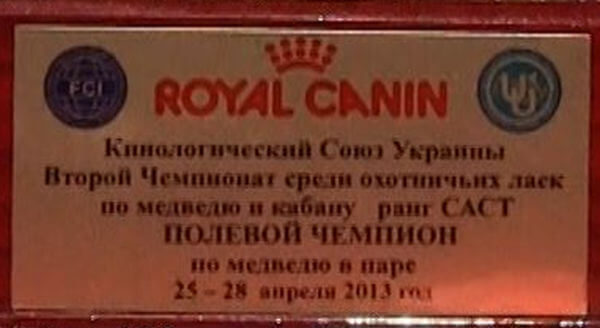 FCI
ROYAL CANIN
Кинологический Союз Украины
Второй Чемпионат среди охотничьих лаек
по медведю и кабану ранг САСТ
ПОЛЕВОЙ ЧЕМПИОН
по медведю в паре
25 – 28 апреля 2013 год